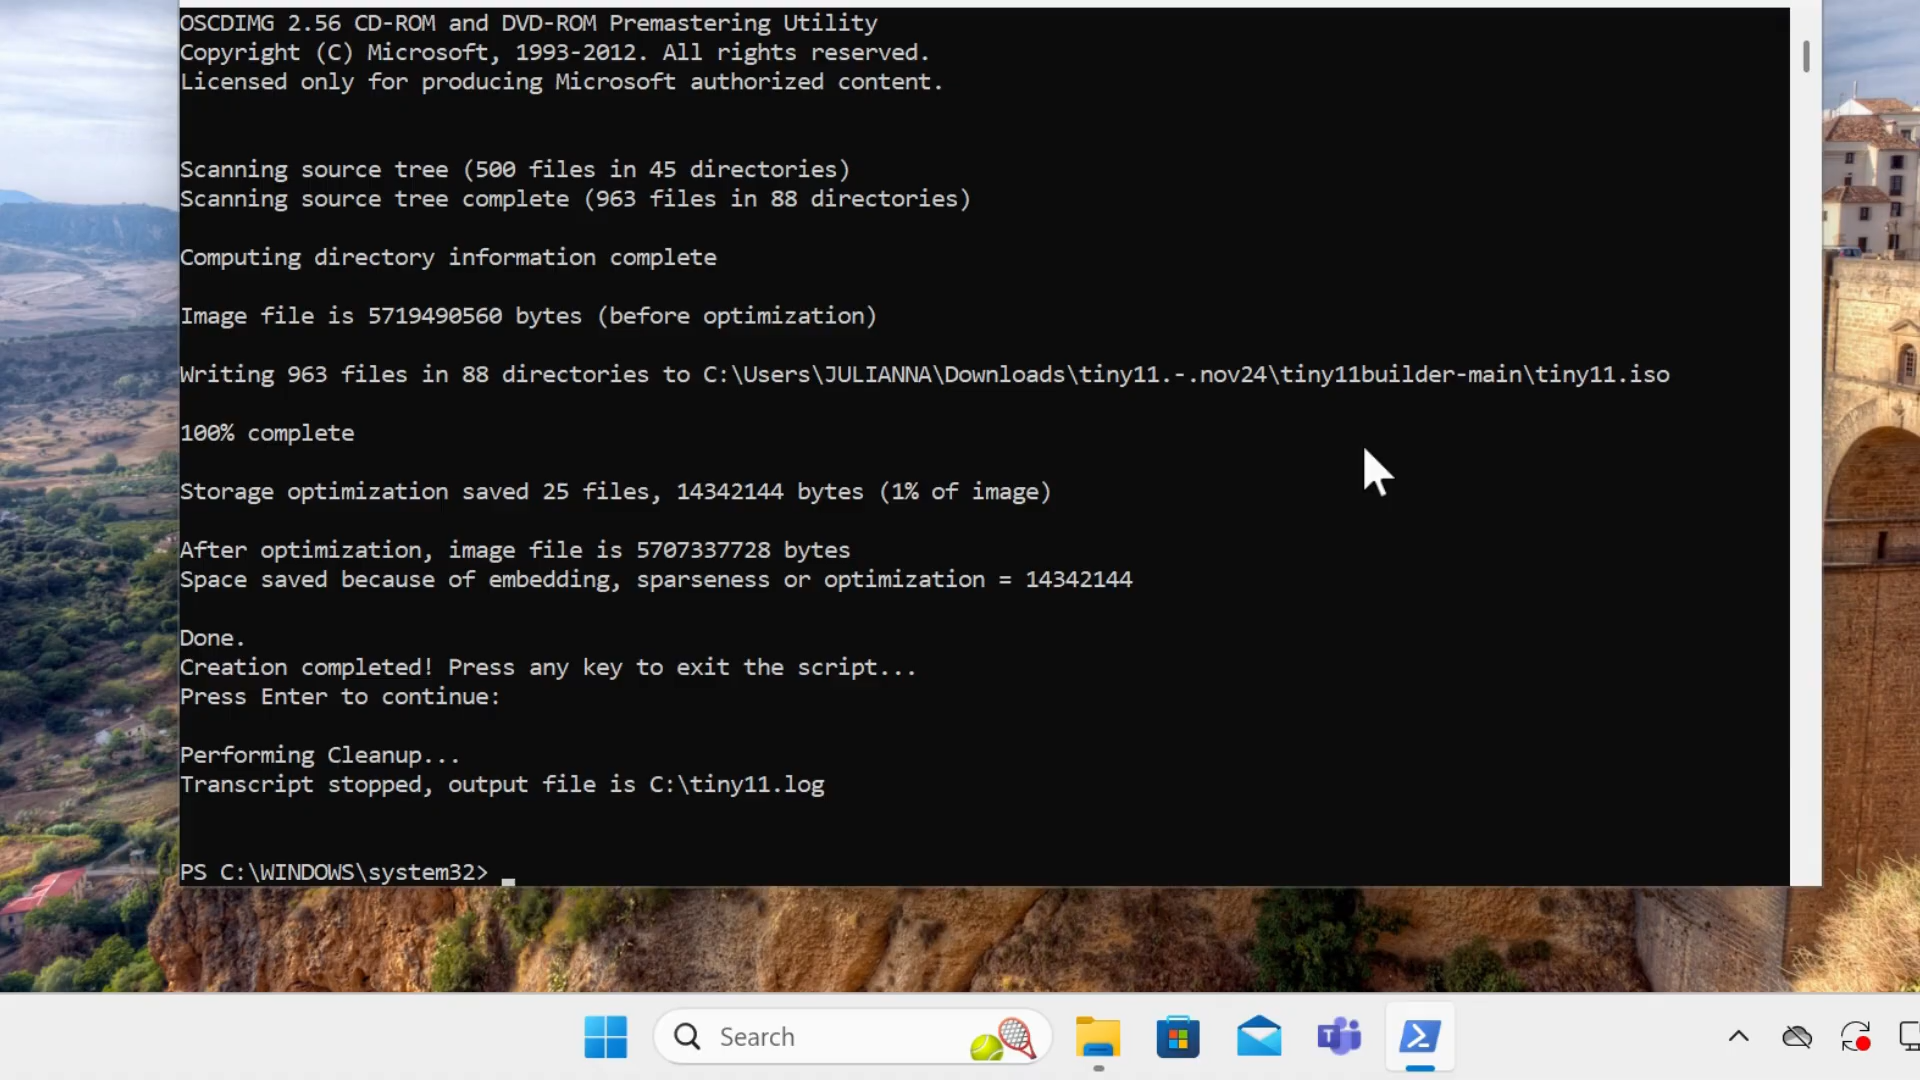 OSCDIMG 2.56 CD-ROM and DVD-ROM Premastering Utility
Copyright (C) Microsoft, 1993-2012. All rights reserved.
Licensed only for producing Microsoft authorized content.
Scanning source tree (500 files in 45 directories)
Scanning source tree complete (963 files in 88 directories)
Computing directory information complete
Image file is 5719490560 bytes (before optimization)
Writing 963 files in 88 directories to C:\Users\JULIANNA\Downloads\tiny11.-.nov24\tiny11builder-main\tiny11.iso
100% complete
Storage optimization saved 25 files, 14342144 bytes (1% of image)
After optimization, image file is 5707337728 bytes
Space saved because of embedding, sparseness or optimization = 14342144
Done.
Creation completed! Press any key to exit the script...
Press Enter to continue:
Performing Cleanup...
Transcript stopped, output file is C:\tiny11.log
PS C:\WINDOWS\system32>
Search